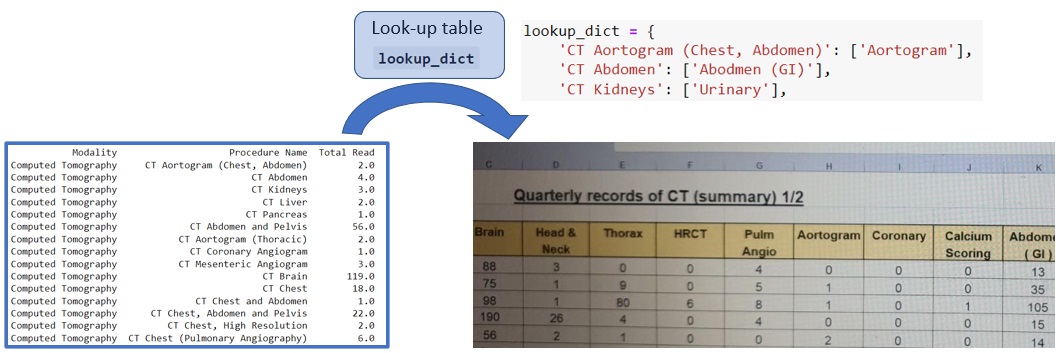 Look-up table
lookup_dict
lookup_dict = {
'CT Aortogram (Chest, Abdomen)': ['Aortogram'],
'CT Abdomen': ['Abodmen (GI)'],
'CT Kidneys': ['Urinary'],
Modality Procedure Name Total Read
Computed Tomography CT Aortogram (Chest, Abdomen) 2.0
Computed Tomography CT Abdomen 4.0
Computed Tomography CT Kidneys 3.0
Computed Tomography CT Liver 2.0
Computed Tomography CT Pancreas 1.0
Computed Tomography CT Abdomen and Pelvis 56.0
Computed Tomography CT Aortogram (Thoracic) 2.0
Computed Tomography CT Coronary Angiogram 1.0
Computed Tomography CT Mesenteric Angiogram 3.0
Computed Tomography CT Brain 119.0
Computed Tomography CT Chest 18.0
Computed Tomography CT Chest and Abdomen 1.0
Computed Tomography CT Chest, Abdomen and Pelvis 22.0
Computed Tomography CT Chest, High Resolution 2.0
Computed Tomography CT Chest (Pulmonary Angiography) 6.0
C D E F G H I J K
Quarterly records of CT (summary) 1/2
Brain Head & Thorax HRCT Pulm Aortogram Coronary Calcium Abdome
Neck Angio Scoring ( GI )
88 3 0 0 4 0 0 0 13
75 1 9 0 5 1 0 0 35
98 1 80 6 8 1 0 1 105
190 26 4 0 4 0 0 0 15
56 2 1 0 0 2 0 0 14